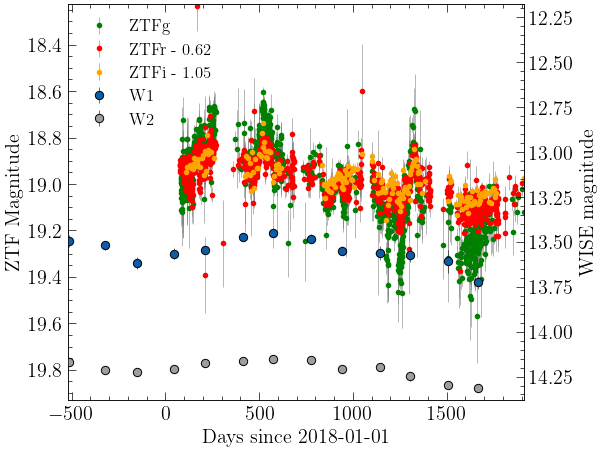 ZTFg
ZTFr - 0.62
ZTFi - 1.05
W1
W2
18.4
18.6
18.8
19.0
19.2
19.4
19.6
19.8
ZTF Magnitude
12.25
12.50
12.75
13.00
13.25
13.50
13.75
14.00
14.25
WISE magnitude
−500
0
500
1000
1500
Days since 2018-01-01